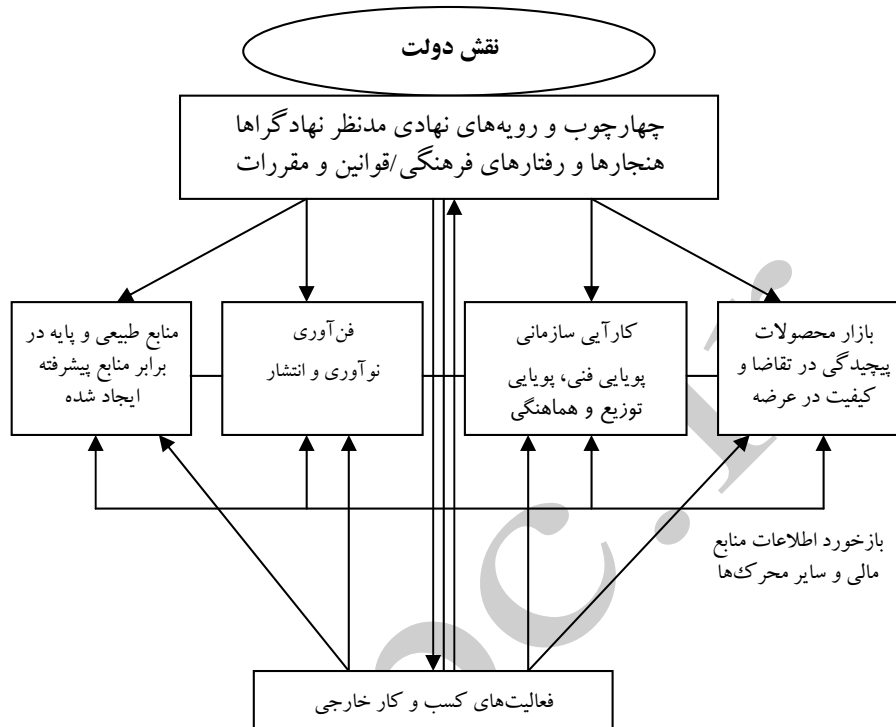 نقش دولت
چهارچوب و رویه‌های نهادی مدنظر نهادگراها
هنجارها و رفتارهای فرهنگی/قوانین و مقررات
بازار محصولات
پیچیدگی در تقاضا و
کیفیت در عرضه
کارآیی سازمانی
پویایی فنی، پویایی
توزیع و هماهنگی
فن‌آوری
نوآوری و انتشار
منابع طبیعی و پایه در
برابر منابع پیشرفته
ایجاد شده
بازخورد اطلاعات منابع
مالی و سایر محرک‌ها
فعالیت‌های کسب و کار خارجی